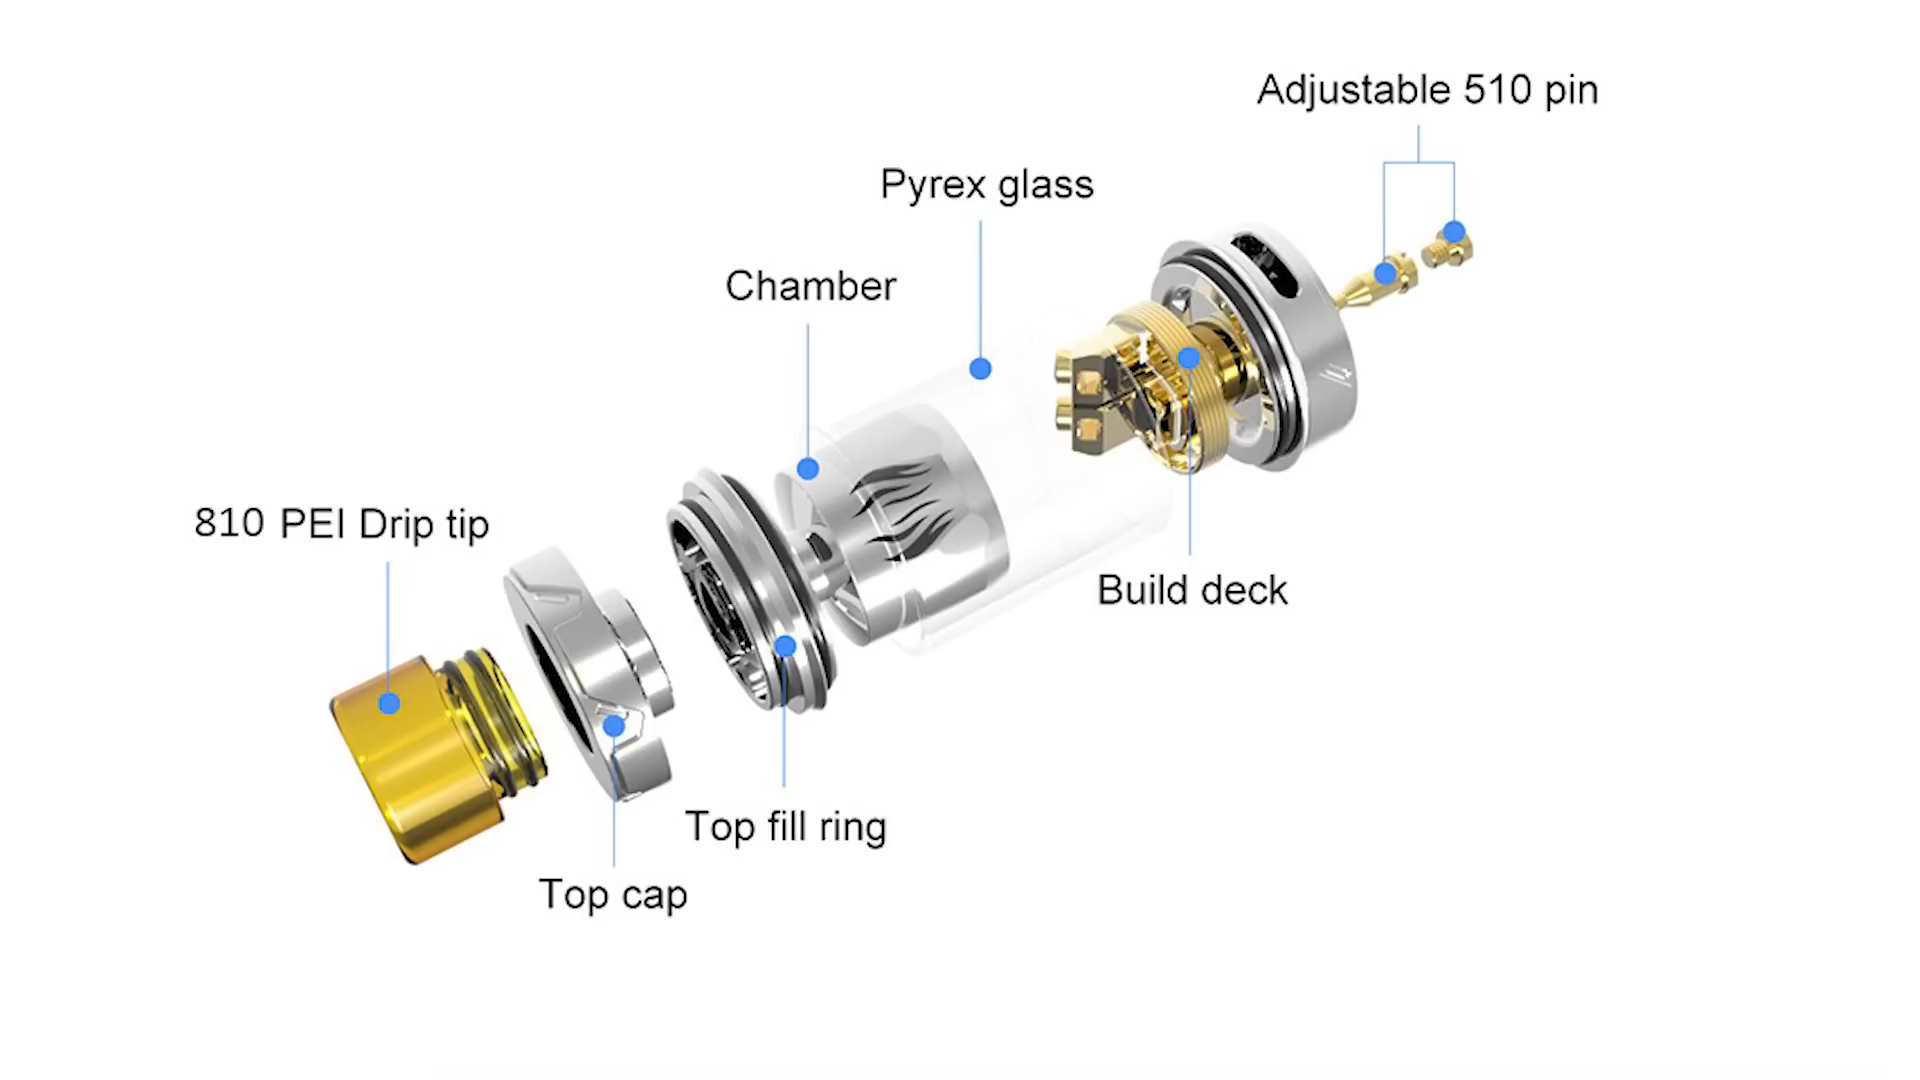 Adjustable 510 pin
Pyrex glass
Chamber
810 PEI Drip tip
Build deck
Top fill ring
Top cap